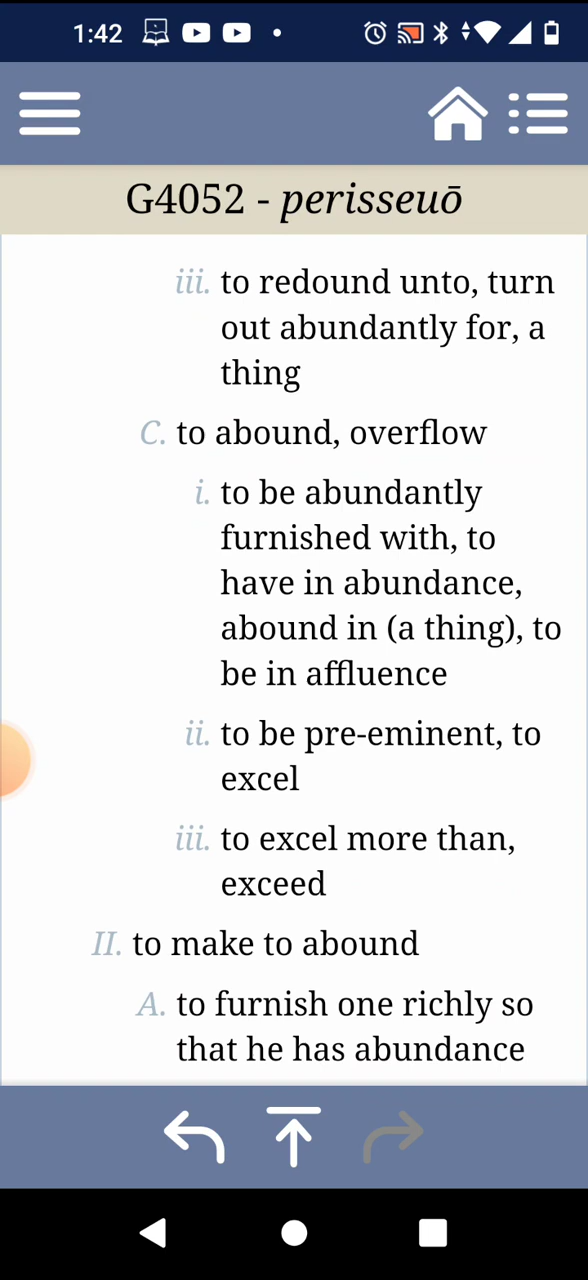 1:42
G4052 - perisseuō
iii. to redound unto, turn
out abundantly for, a
thing
C. to abound, overflow
i. to be abundantly
furnished with, to
have in abundance,
abound in (a thing), to
be in affluence
ii. to be pre-eminent, to
excel
iii. to excel more than,
exceed
II. to make to abound
A. to furnish one richly so
that he has abundance